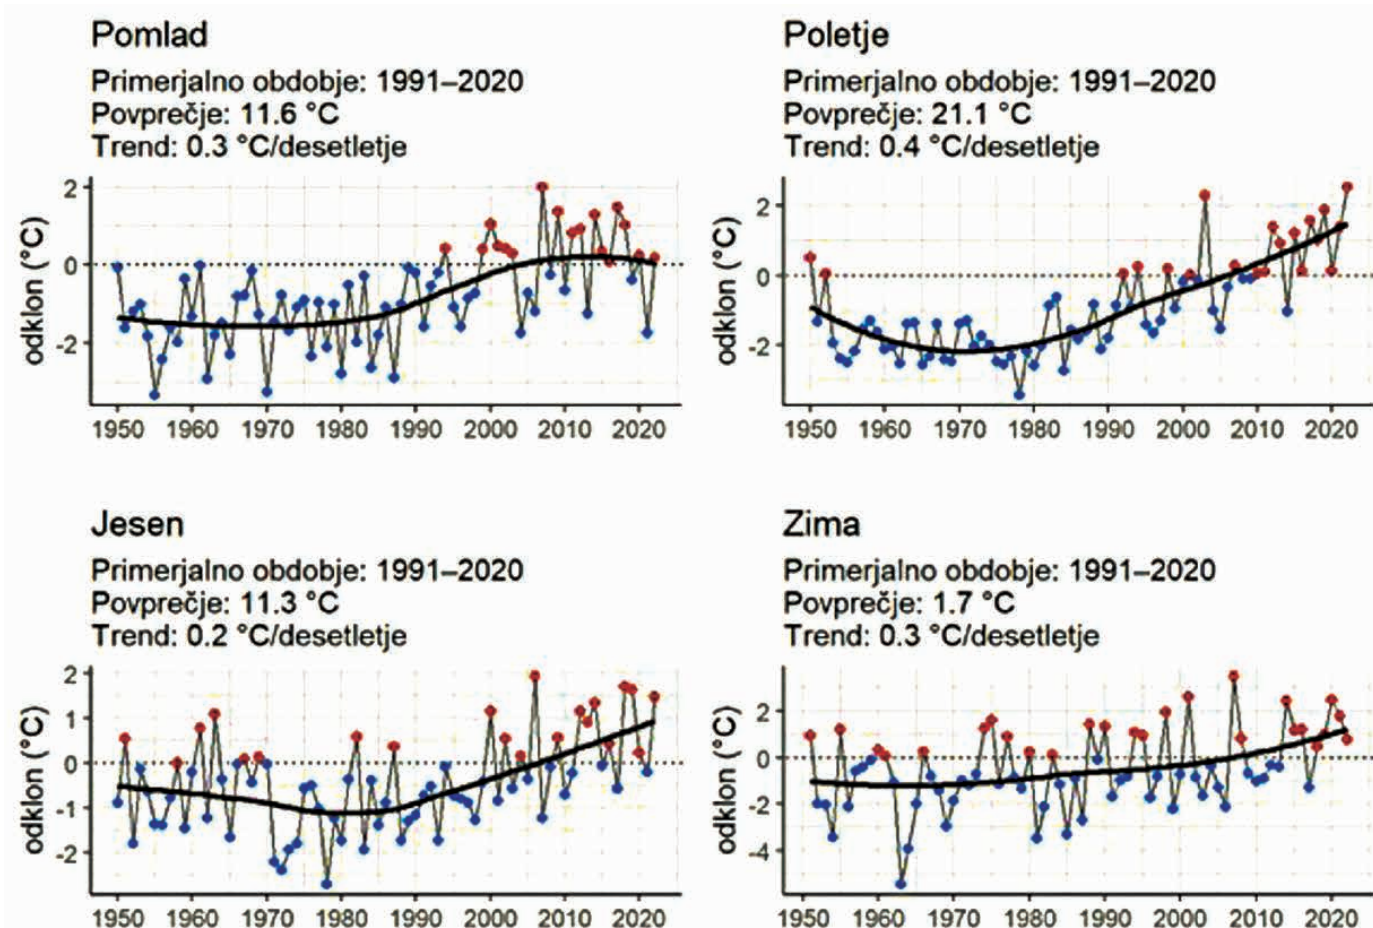 Pomlad
Primerjalno obdobje: 1991–2020
Povprečje: 11.6 °C
Trend: 0.3 °C/desetletje
odklon (°C)
2
0
-2
1950 1960 1970 1980 1990 2000 2010 2020
Poletje
Primerjalno obdobje: 1991–2020
Povprečje: 21.1 °C
Trend: 0.4 °C/desetletje
odklon (°C)
2
0
-2
1950 1960 1970 1980 1990 2000 2010 2020
Jesen
Primerjalno obdobje: 1991–2020
Povprečje: 11.3 °C
Trend: 0.2 °C/desetletje
odklon (°C)
2
1
0
-1
-2
1950 1960 1970 1980 1990 2000 2010 2020
Zima
Primerjalno obdobje: 1991–2020
Povprečje: 1.7 °C
Trend: 0.3 °C/desetletje
odklon (°C)
2
0
-2
-4
1950 1960 1970 1980 1990 2000 2010 2020